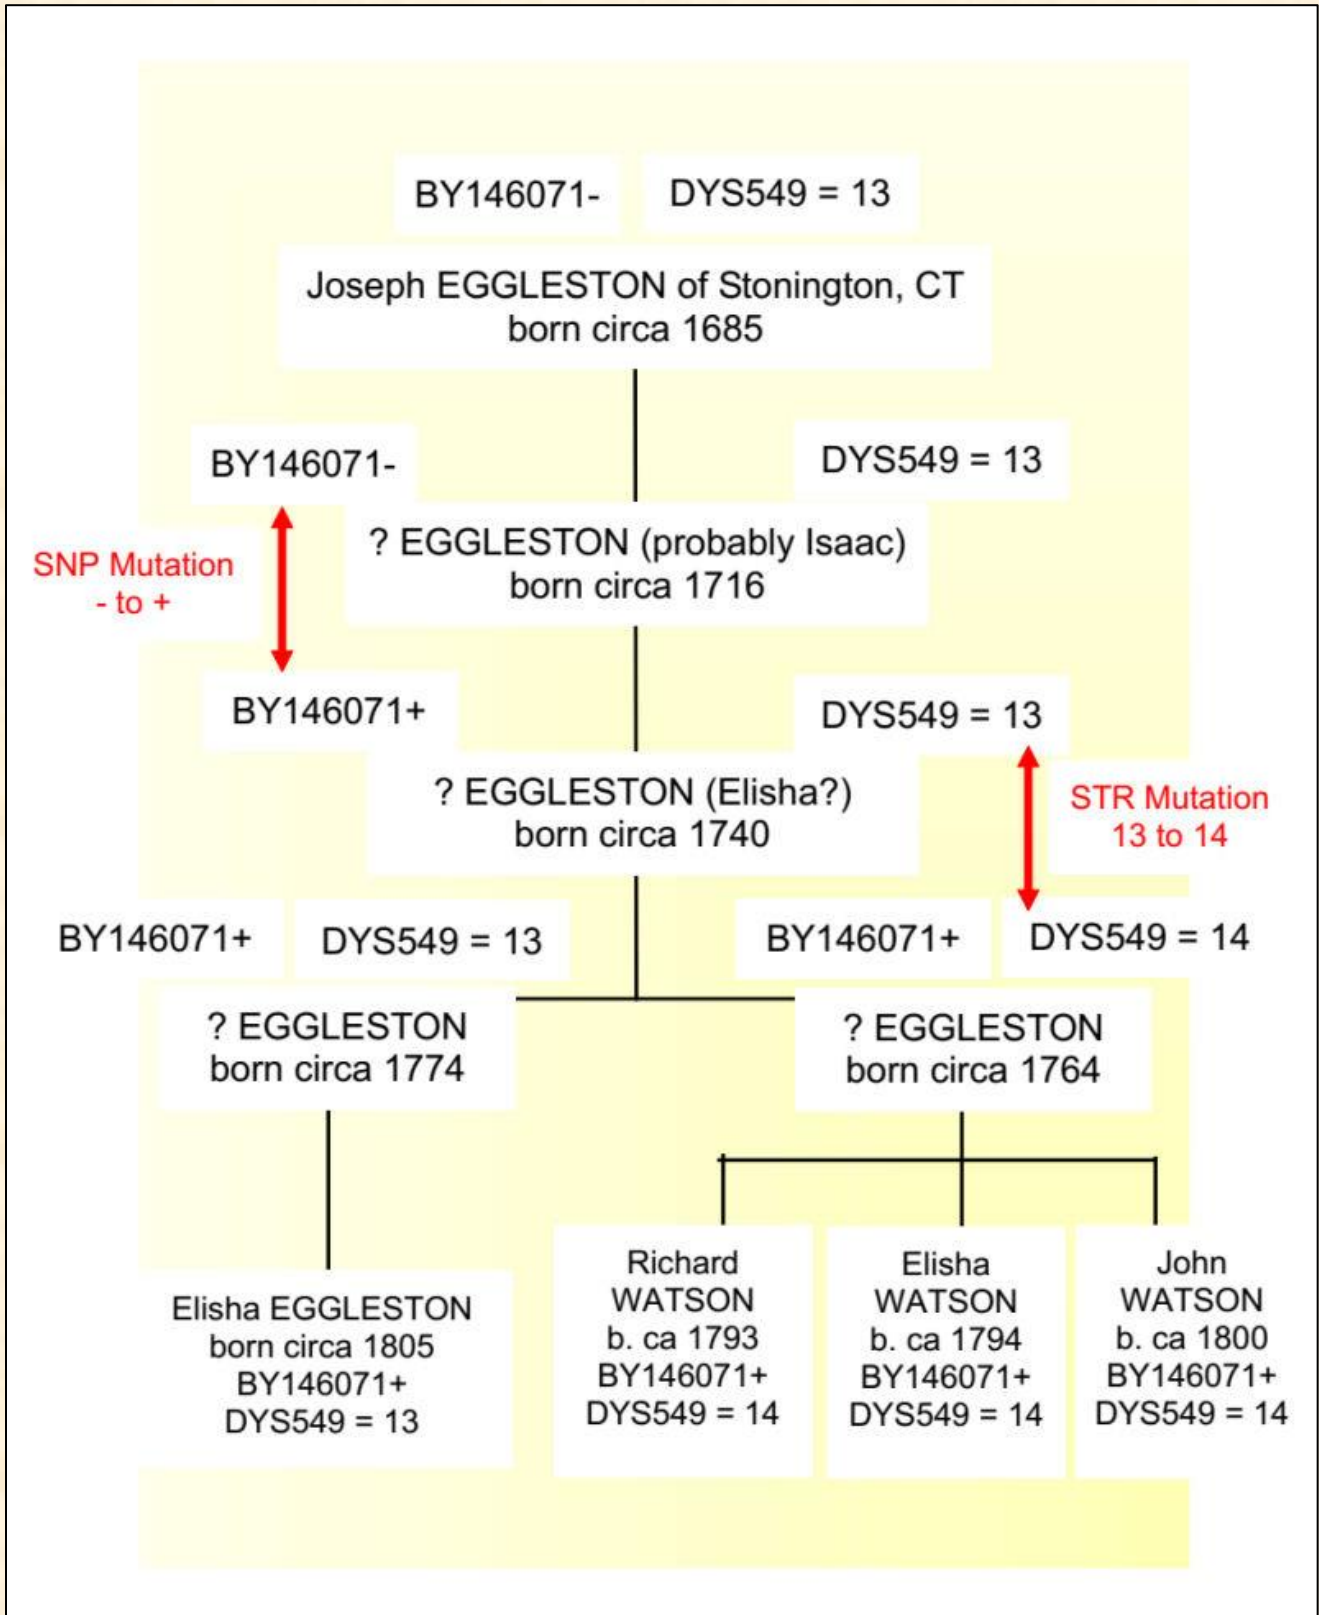 BY146071-
DYS549 = 13
Joseph EGGLESTON of Stonington, CT
born circa 1685
BY146071-
DYS549 = 13
SNP Mutation
- to +
? EGGLESTON (probably Isaac)
born circa 1716
BY146071+
DYS549 = 13
? EGGLESTON (Elisha?)
born circa 1740
STR Mutation
13 to 14
BY146071+
DYS549 = 13
BY146071+
DYS549 = 14
? EGGLESTON
born circa 1774
? EGGLESTON
born circa 1764
Elisha EGGLESTON
born circa 1805
BY146071+
DYS549 = 13
Richard
WATSON
b. ca 1793
BY146071+
DYS549 = 14
Elisha
WATSON
b. ca 1794
BY146071+
DYS549 = 14
John
WATSON
b. ca 1800
BY146071+
DYS549 = 14